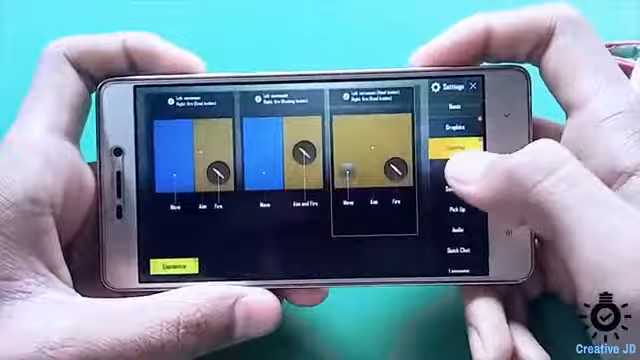 Left movement
Right: Fire (fixed button)
Left movement
Right: Fire (floating button)
Left movement
Right: Fire (fixed button)
Settings X
Basic
Graphics
Move Aim Fire
Move Aim and Fire
Move Aim Fire
Pick Up
Audio
Quick Chat
Customize
Creative JD